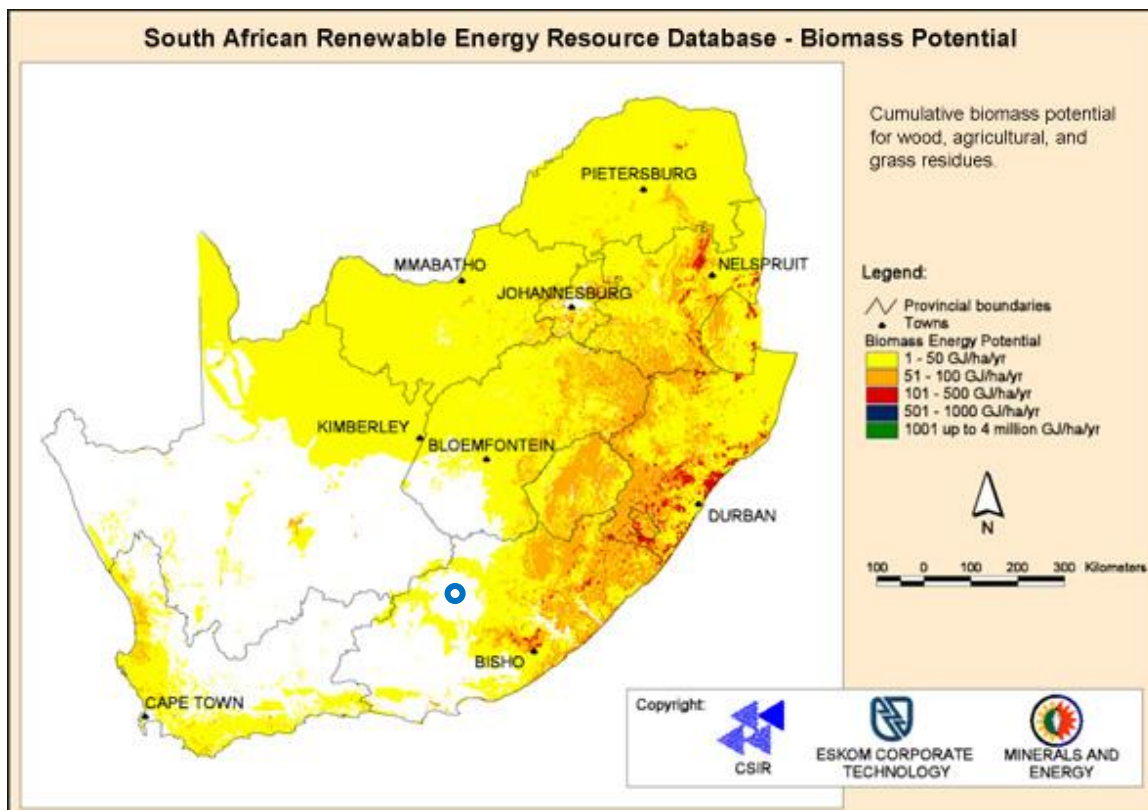 South African Renewable Energy Resource Database - Biomass Potential
Cumulative biomass potential
for wood, agricultural, and
grass residues.
PIETERSBURG
MMABATHO
NELSPRUIT
JOHANNESBURG
KIMBERLEY
BLOEMFONTEIN
DURBAN
BISHO
CAPE TOWN
Legend:
Provincial boundaries
Towns
Biomass Energy Potential
1 - 50 GJ/ha/yr
51 - 100 GJ/ha/yr
101 - 500 GJ/ha/yr
501 - 1000 GJ/ha/yr
1001 up to 4 million GJ/ha/yr
N
100 0 100 200 300 Kilometers
Copyright:
CSIR
ESKOM CORPORATE
TECHNOLOGY
MINERALS AND
ENERGY